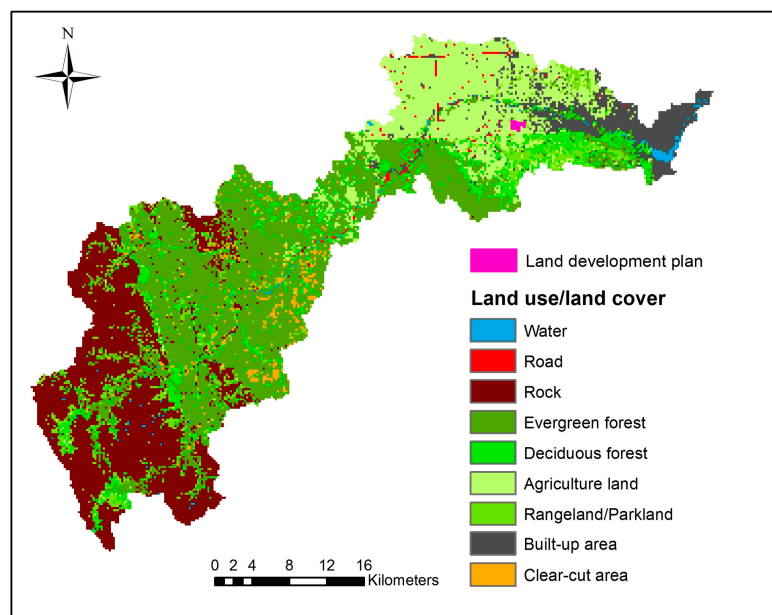 N
Land development plan
Land use/land cover
Water
Road
Rock
Evergreen forest
Deciduous forest
Agriculture land
Rangeland/Parkland
Built-up area
Clear-cut area
0 2 4 8 12 16
Kilometers